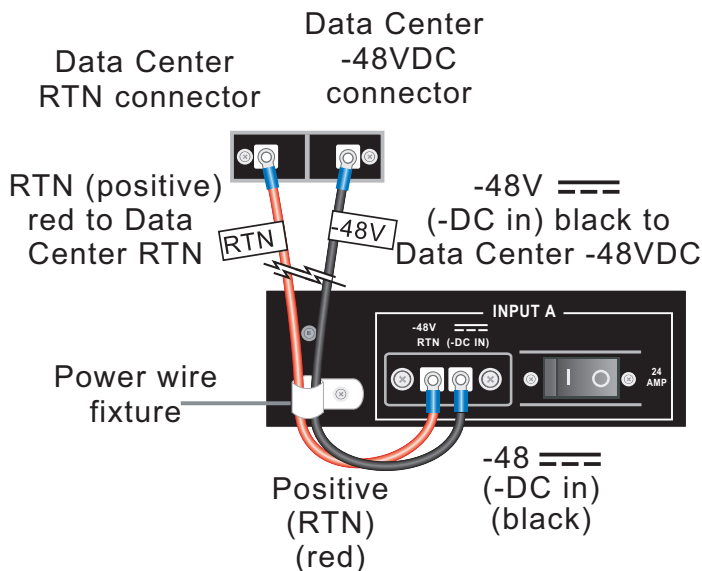 Data Center
RTN connector
Data Center
-48VDC
connector
RTN (positive)
red to Data
Center RTN
-48V
(-DC in) black to
Data Center -48VDC
RTN
-48V
INPUT A
-48V
RTN (-DC IN)
24
AMP
Power wire
fixture
Positive
(RTN)
(red)
-48
(-DC in)
(black)